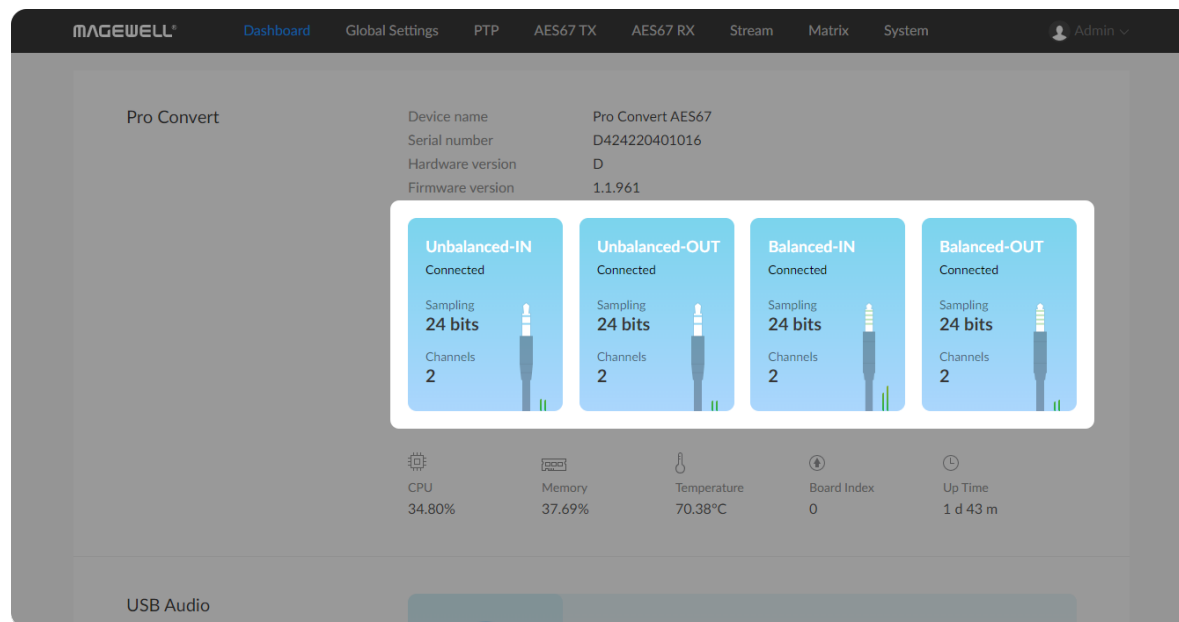 MAGEWELL®
Dashboard Global Settings PTP AES67 TX AES67 RX Stream Matrix System Admin
Pro Convert
Device name Pro Convert AES67
Serial number D424220401016
Hardware version D
Firmware version 1.1.961
Unbalanced-IN
Connected
Sampling
24 bits
Channels
2
Unbalanced-OUT
Connected
Sampling
24 bits
Channels
2
Balanced-IN
Connected
Sampling
24 bits
Channels
2
Balanced-OUT
Connected
Sampling
24 bits
Channels
2
CPU
34.80%
Memory
37.69%
Temperature
70.38°C
Board Index
0
Up Time
1 d 43 m
USB Audio